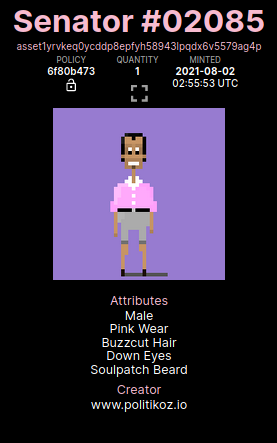 Senator #02085
asset1yrvkeq0ycddp8epfyh58943lpqdx6v5579ag4p
POLICY QUANTITY MINTED
6f80b473 1 2021-08-02
02:55:53 UTC
Attributes
Male
Pink Wear
Buzzcut Hair
Down Eyes
Soulpatch Beard
Creator
www.politikoz.io